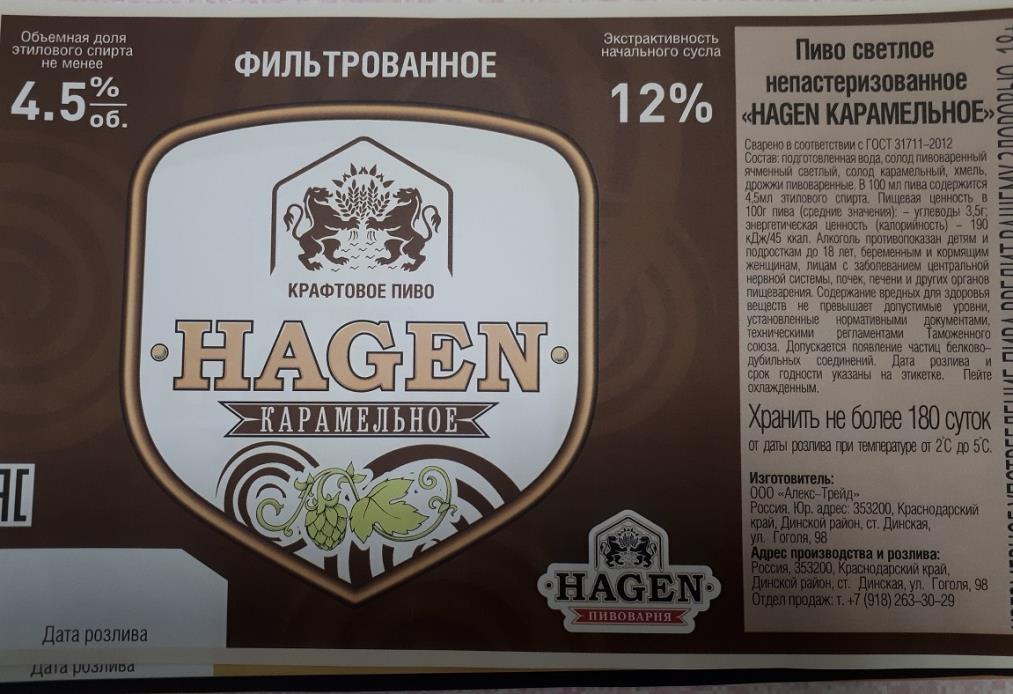 Объемная доля
этилового спирта
не менее
4.5% об.
ФИЛЬТРОВАННОЕ
Экстрактивность
начального сусла
12%
КРАФТОВОЕ ПИВО
·HAGEN·
КАРАМЕЛЬНОЕ
HAGEN
ПИВОВАРНЯ
Дата розлива
Дата розлива
Пиво светлое
непастеризованное
«HAGEN КАРАМЕЛЬНОЕ»
Сварено в соответствии с ГОСТ 31711–2012
Состав: подготовленная вода, солод пивоваренный
ячменный светлый, солод карамельный, хмель,
дрожжи пивоваренные. В 100 мл пива содержится
4,5мл этилового спирта. Пищевая ценность в
100г пива (средние значения): – углеводы 3,5г;
энергетическая ценность (калорийность) – 190
кДж/45 ккал. Алкоголь противопоказан детям и
подросткам до 18 лет, беременным и кормящим
женщинам, лицам с заболеванием центральной
нервной системы, почек, печени и других органов
пищеварения. Содержание вредных для здоровья
веществ не превышает допустимые уровни,
установленные нормативными документами,
техническими регламентами Таможенного
союза. Допускается появление частиц белково-
дубильных соединений. Дата розлива и
срок годности указаны на этикетке. Пейте
охлажденным.
Хранить не более 180 суток
от даты розлива при температуре от 2°С до 5°С.
Изготовитель:
ООО «Алекс–Трейд»
Россия. Юр. адрес: 353200, Краснодарский
край, Динской район, ст. Динская,
ул. Гоголя, 98
Адрес производства и розлива:
Россия, 353200, Краснодарский край,
Динской район, ст. Динская, ул. Гоголя, 98
Отдел продаж: т. +7 (918) 263–30–29